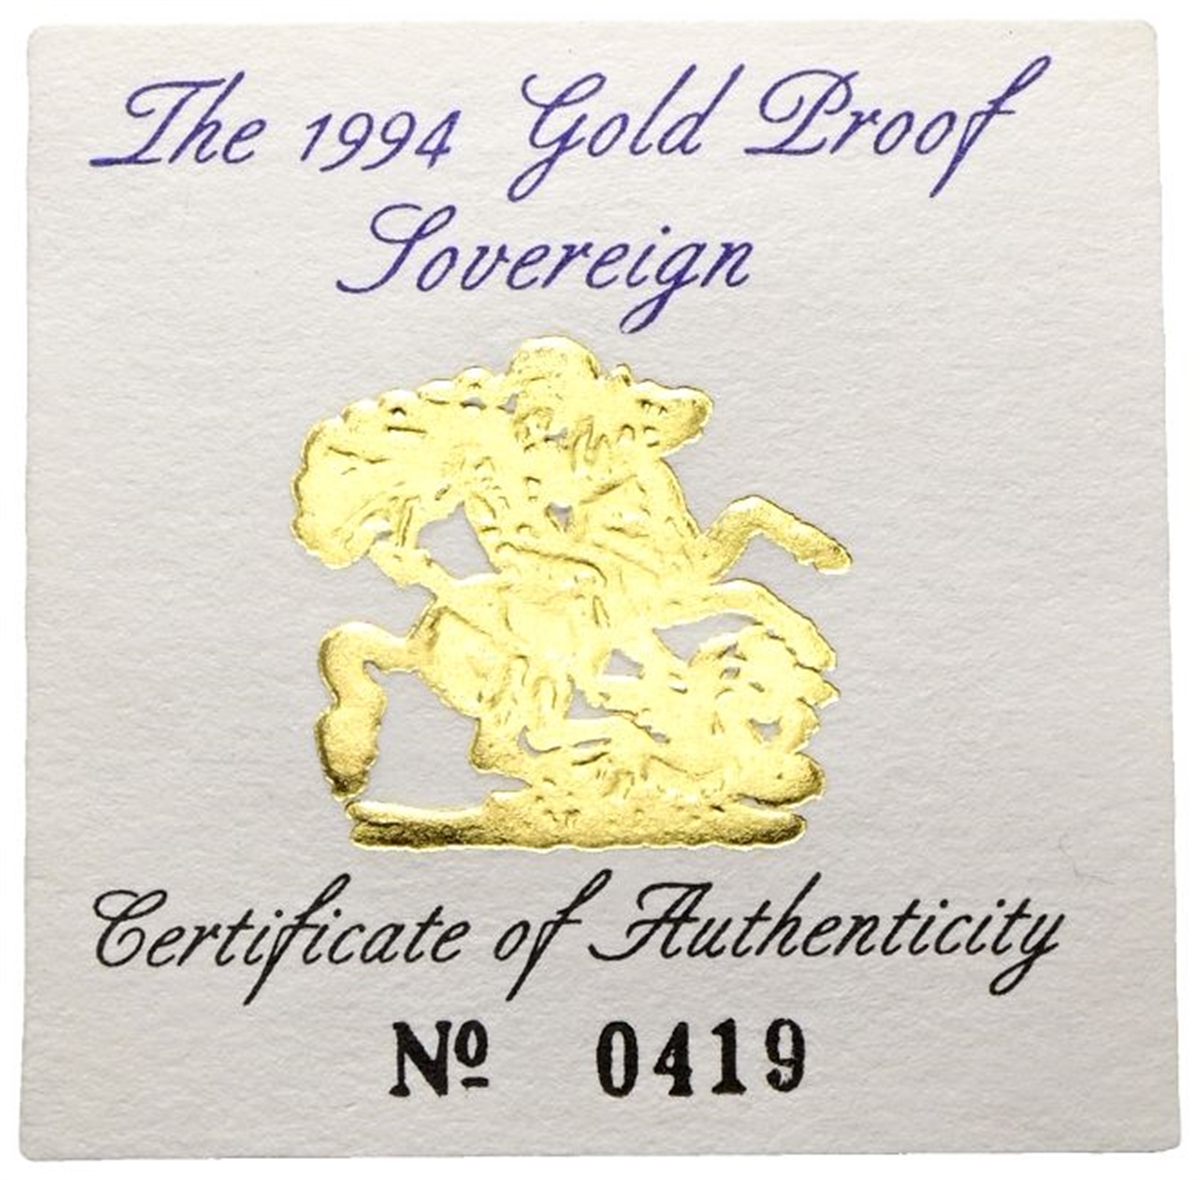 The 1994 Gold Proof
Sovereign
Certificate of Authenticity
Nº 0419